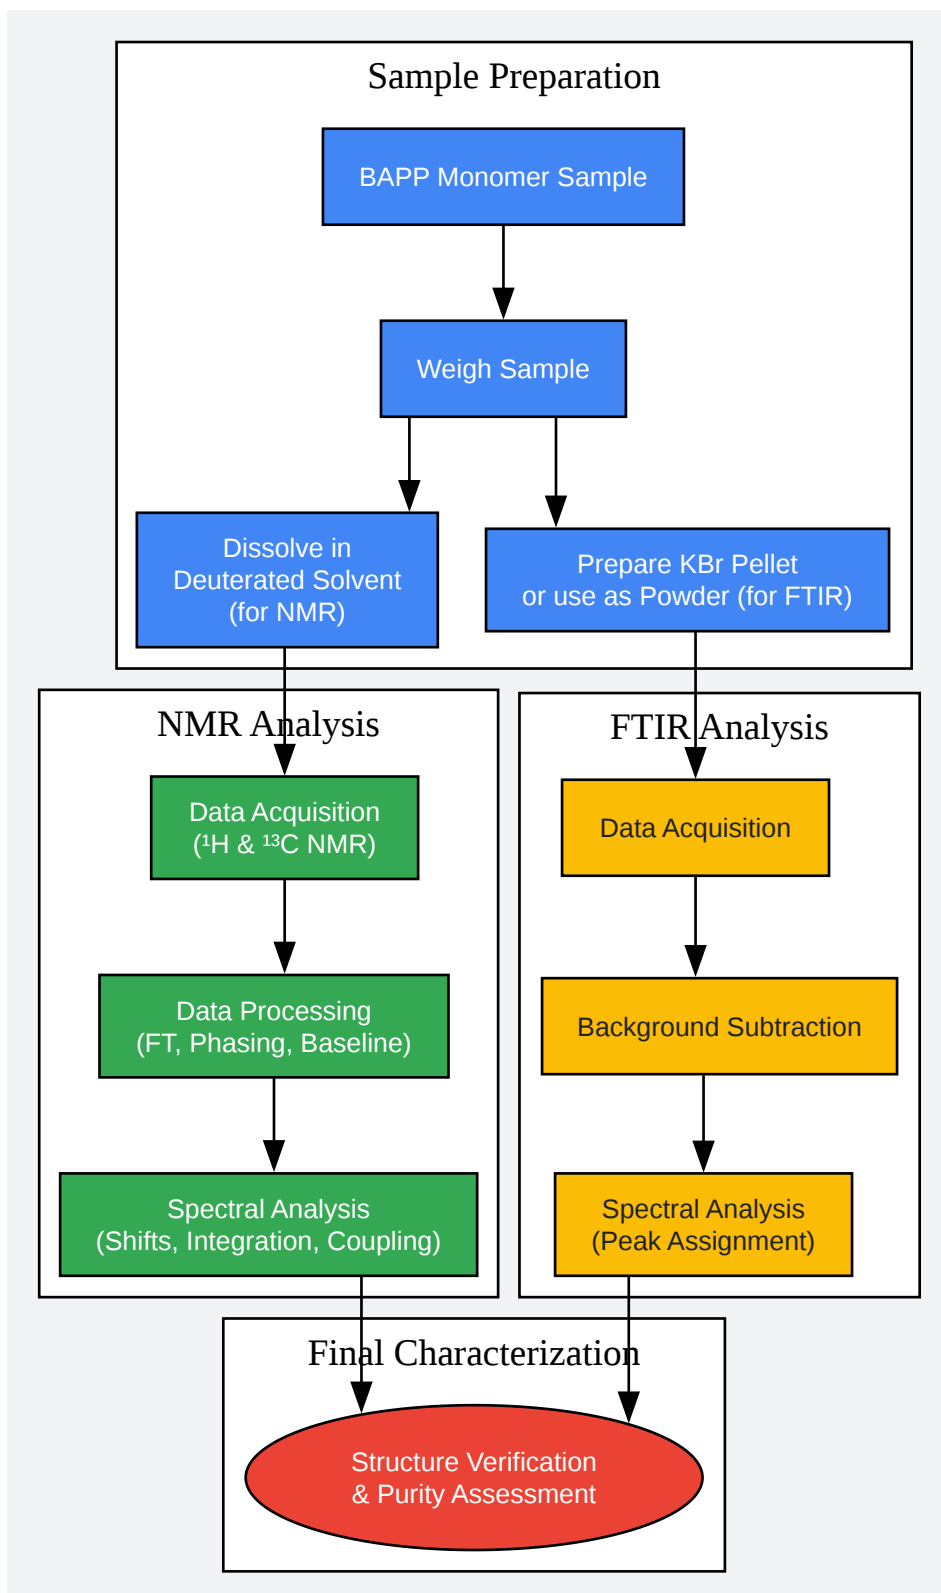 Sample Preparation
BAPP Monomer Sample
Weigh Sample
Dissolve in
Deuterated Solvent
(for NMR)
Prepare KBr Pellet
or use as Powder (for FTIR)
NMR Analysis
Data Acquisition
(¹H & ¹³C NMR)
Data Processing
(FT, Phasing, Baseline)
Spectral Analysis
(Shifts, Integration, Coupling)
FTIR Analysis
Data Acquisition
Background Subtraction
Spectral Analysis
(Peak Assignment)
Final Characterization
Structure Verification
& Purity Assessment